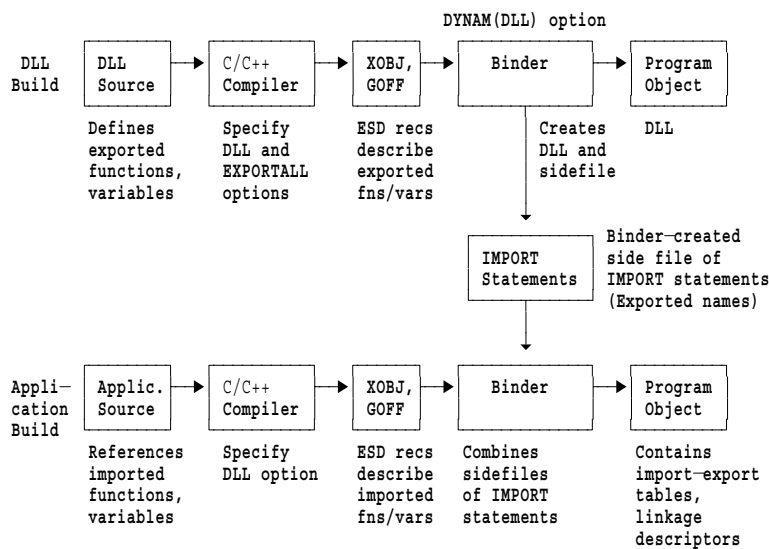 DYNAM(DLL) option
DLL
Build
DLL
Source
C/C++
Compiler
XOBJ,
GOFF
Binder
Program
Object
Defines
exported
functions,
variables
Specify
DLL and
EXPORTALL
options
ESD recs
describe
exported
fns/vars
Creates
DLL and
sidefile
DLL
IMPORT
Statements
Binder—created
side file of
IMPORT statements
(Exported names)
Appli—
cation
Build
Applic.
Source
C/C++
Compiler
XOBJ,
GOFF
Binder
Program
Object
References
imported
functions,
variables
Specify
DLL option
ESD recs
describe
imported
fns/vars
Combines
sidefiles
of IMPORT
statements
Contains
import—export
tables,
linkage
descriptors